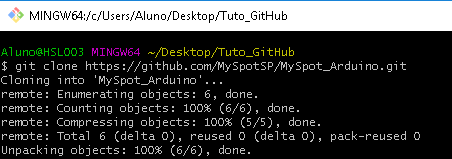 MINGW64:/c/Users/Aluno/Desktop/Tuto_GitHub
Aluno@HSL003 MINGW64 ~/Desktop/Tuto_GitHub
$ git clone https://github.com/MySpotSP/MySpot_Arduino.git
Cloning into 'MySpot_Arduino'...
remote: Enumerating objects: 6, done.
remote: Counting objects: 100% (6/6), done.
remote: Compressing objects: 100% (5/5), done.
remote: Total 6 (delta 0), reused 0 (delta 0), pack-reused 0
Unpacking objects: 100% (6/6), done.